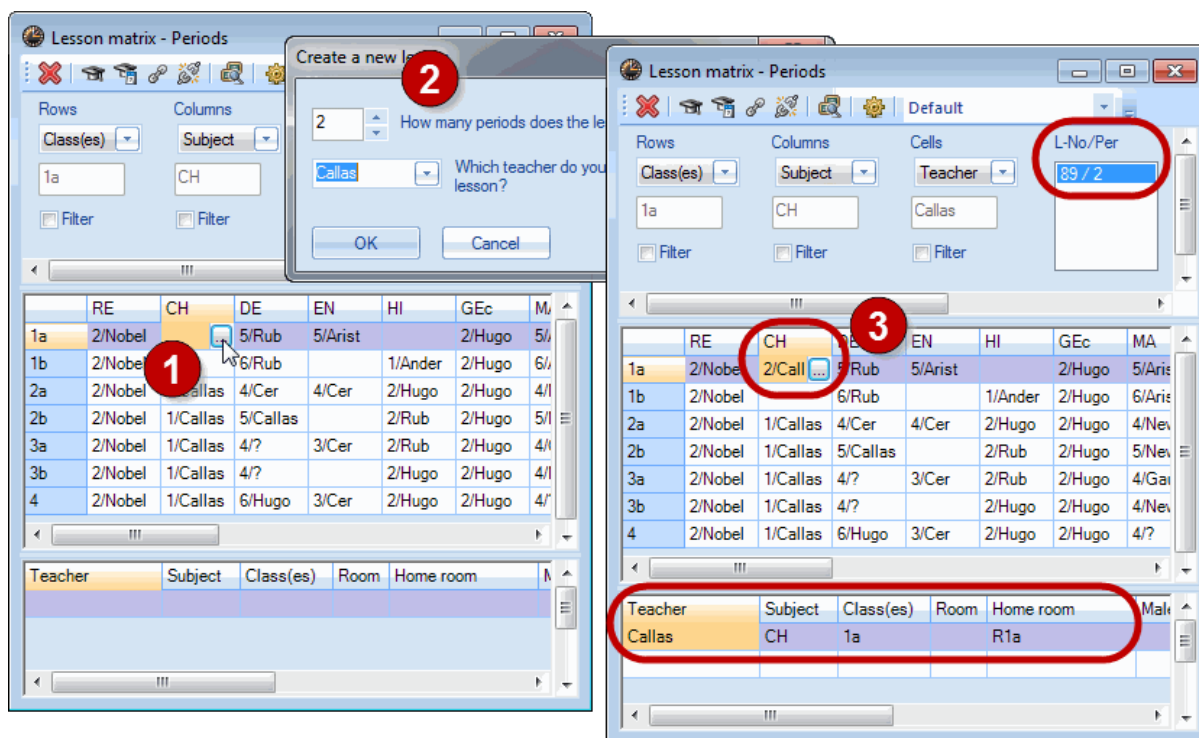 Lesson matrix - Periods
Rows Columns
Class(es) Subject
1a CH
Filter Filter
RE CH DE EN HI GEc
1a 2/Nobel ... 5/Rub 5/Arist 2/Hugo
1b 2/Nobel 6/Rub 1/Ander 2/Hugo
2a 2/Nobel 4/Cer 4/Cer 2/Hugo 2/Hugo
2b 2/Nobel 1/Callas 5/Callas 2/Rub 2/Hugo
3a 2/Nobel 1/Callas 4/? 3/Cer 2/Rub 2/Hugo
3b 2/Nobel 1/Callas 4/? 2/Hugo 2/Hugo
4 2/Nobel 1/Callas 6/Hugo 3/Cer 2/Hugo 2/Hugo
Teacher Subject Class(es) Room Home room
1
Create a new
2
2 How many periods does the
Callas Which teacher do you
lesson?
OK Cancel
Lesson matrix - Periods
Default
Rows Columns Cells L-No/Per
Class(es) Subject Teacher 89 / 2
1a CH Callas
Filter Filter Filter
3
RE CH DE EN HI GEc MA
1a 2/Nobel 2/Call ... 5/Rub 5/Arist 2/Hugo 5/Aris
1b 2/Nobel 6/Rub 1/Ander 2/Hugo 6/Aris
2a 2/Nobel 1/Callas 4/Cer 4/Cer 2/Hugo 2/Hugo 4/New
2b 2/Nobel 1/Callas 5/Callas 2/Rub 2/Hugo 5/New
3a 2/Nobel 1/Callas 4/? 3/Cer 2/Rub 2/Hugo 4/Gau
3b 2/Nobel 1/Callas 4/? 2/Hugo 2/Hugo 4/New
4 2/Nobel 1/Callas 6/Hugo 3/Cer 2/Hugo 2/Hugo 4/?
Teacher Subject Class(es) Room Home room Male
Callas CH 1a R1a